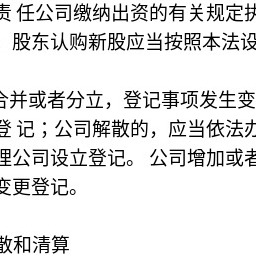 责 任公司缴纳出资的有关规定执
股东认购新股应当按照本法设
合并或者分立，登记事项发生变
登 记；公司解散的，应当依法办
理公司设立登记。 公司增加或者
变更登记。
散和清算